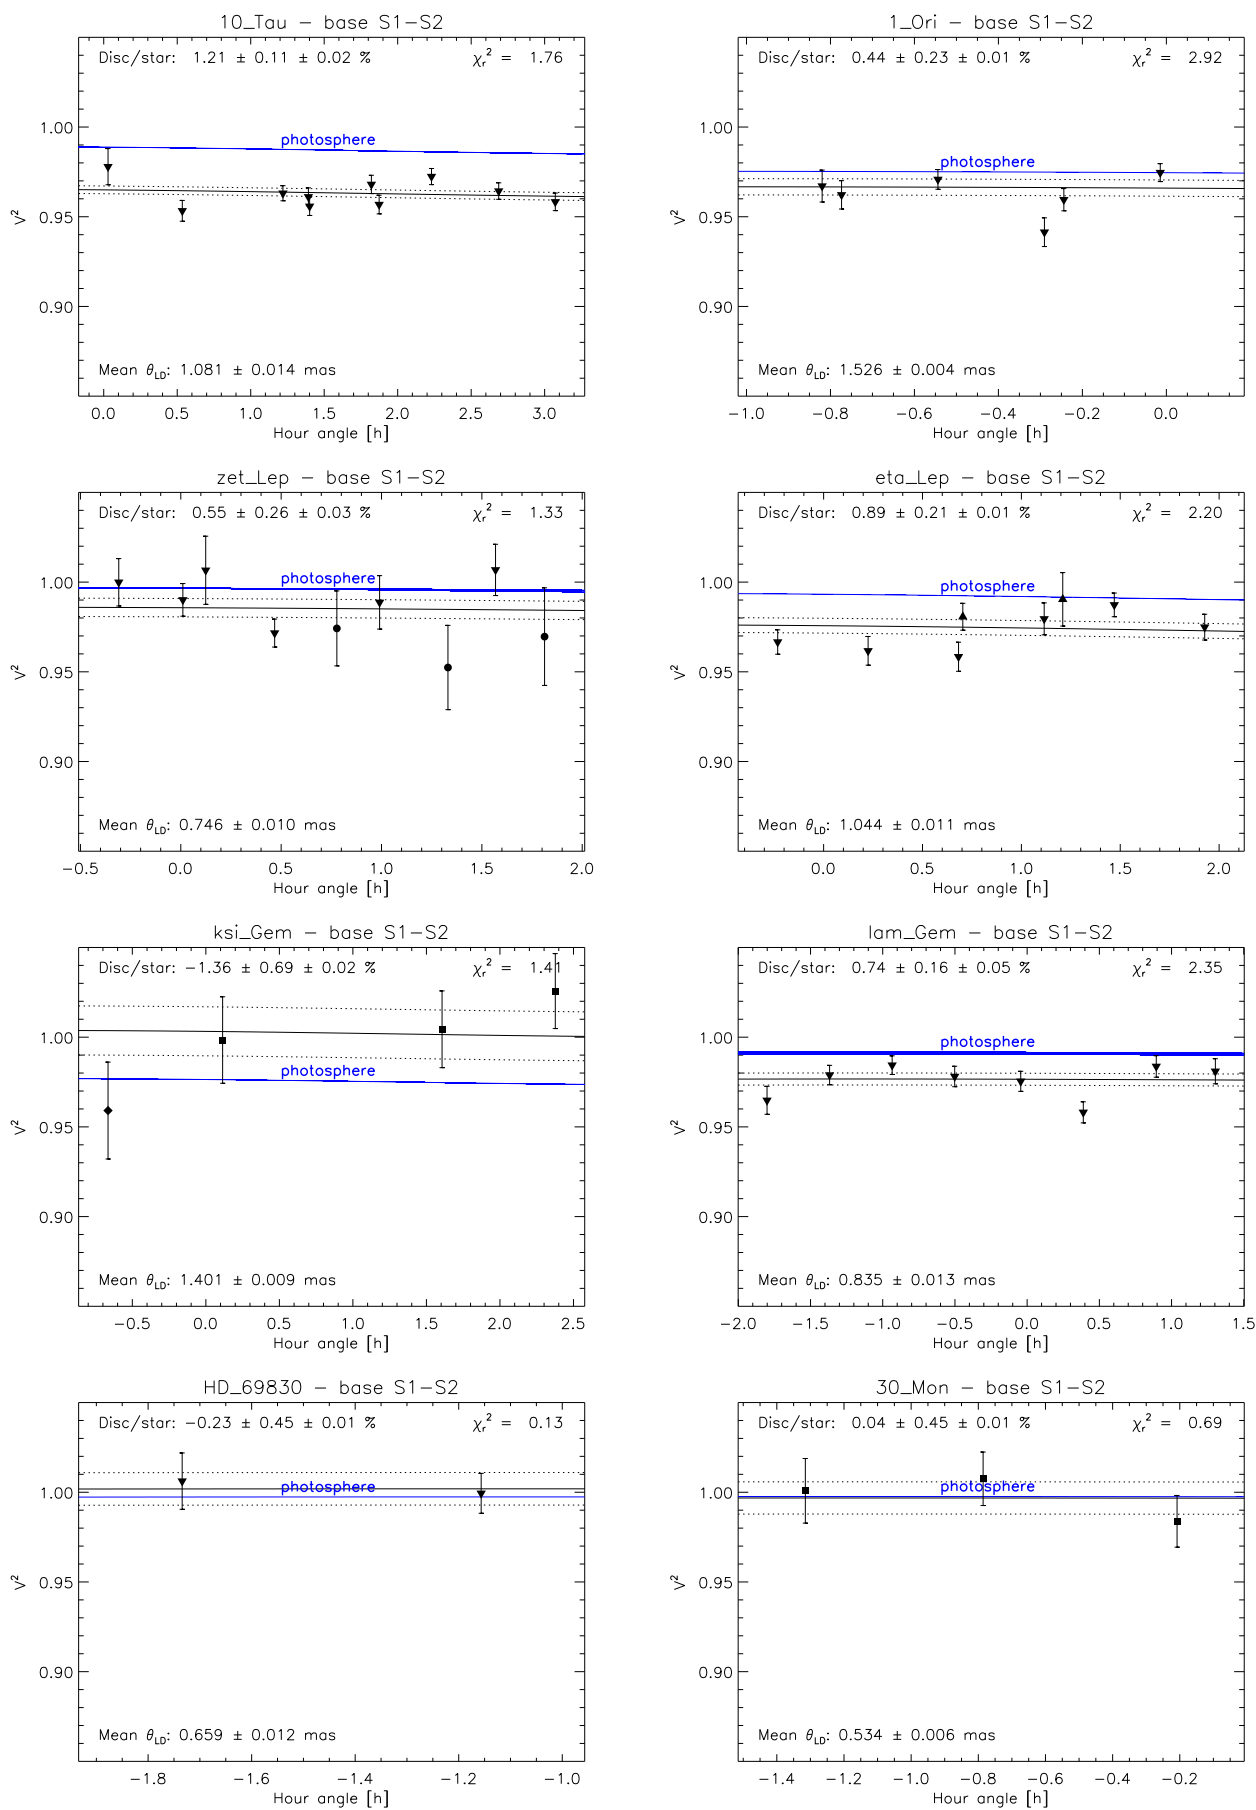 10_Tau − base S1−S2
Disc/star: 1.21 ± 0.11 ± 0.02 %
χr² = 1.76
photosphere
1.00
0.95
0.90
V²
Mean θLD: 1.081 ± 0.014 mas
0.0 0.5 1.0 1.5 2.0 2.5 3.0
Hour angle [h]
1_Ori − base S1−S2
Disc/star: 0.44 ± 0.23 ± 0.01 %
χr² = 2.92
photosphere
1.00
0.95
0.90
V²
Mean θLD: 1.526 ± 0.004 mas
−1.0 −0.8 −0.6 −0.4 −0.2 0.0
Hour angle [h]
zet_Lep − base S1−S2
Disc/star: 0.55 ± 0.26 ± 0.03 %
χr² = 1.33
photosphere
1.00
0.95
0.90
V²
Mean θLD: 0.746 ± 0.010 mas
−0.5 0.0 0.5 1.0 1.5 2.0
Hour angle [h]
eta_Lep − base S1−S2
Disc/star: 0.89 ± 0.21 ± 0.01 %
χr² = 2.20
photosphere
1.00
0.95
0.90
V²
Mean θLD: 1.044 ± 0.011 mas
0.0 0.5 1.0 1.5 2.0
Hour angle [h]
ksi_Gem − base S1−S2
Disc/star: −1.36 ± 0.69 ± 0.02 %
χr² = 1.41
photosphere
1.00
0.95
0.90
V²
Mean θLD: 1.401 ± 0.009 mas
−0.5 0.0 0.5 1.0 1.5 2.0 2.5
Hour angle [h]
lam_Gem − base S1−S2
Disc/star: 0.74 ± 0.16 ± 0.05 %
χr² = 2.35
photosphere
1.00
0.95
0.90
V²
Mean θLD: 0.835 ± 0.013 mas
−2.0 −1.5 −1.0 −0.5 0.0 0.5 1.0 1.5
Hour angle [h]
HD_69830 − base S1−S2
Disc/star: −0.23 ± 0.45 ± 0.01 %
χr² = 0.13
photosphere
1.00
0.95
0.90
V²
Mean θLD: 0.659 ± 0.012 mas
−1.8 −1.6 −1.4 −1.2 −1.0
Hour angle [h]
30_Mon − base S1−S2
Disc/star: 0.04 ± 0.45 ± 0.01 %
χr² = 0.69
photosphere
1.00
0.95
0.90
V²
Mean θLD: 0.534 ± 0.006 mas
−1.4 −1.2 −1.0 −0.8 −0.6 −0.4 −0.2
Hour angle [h]